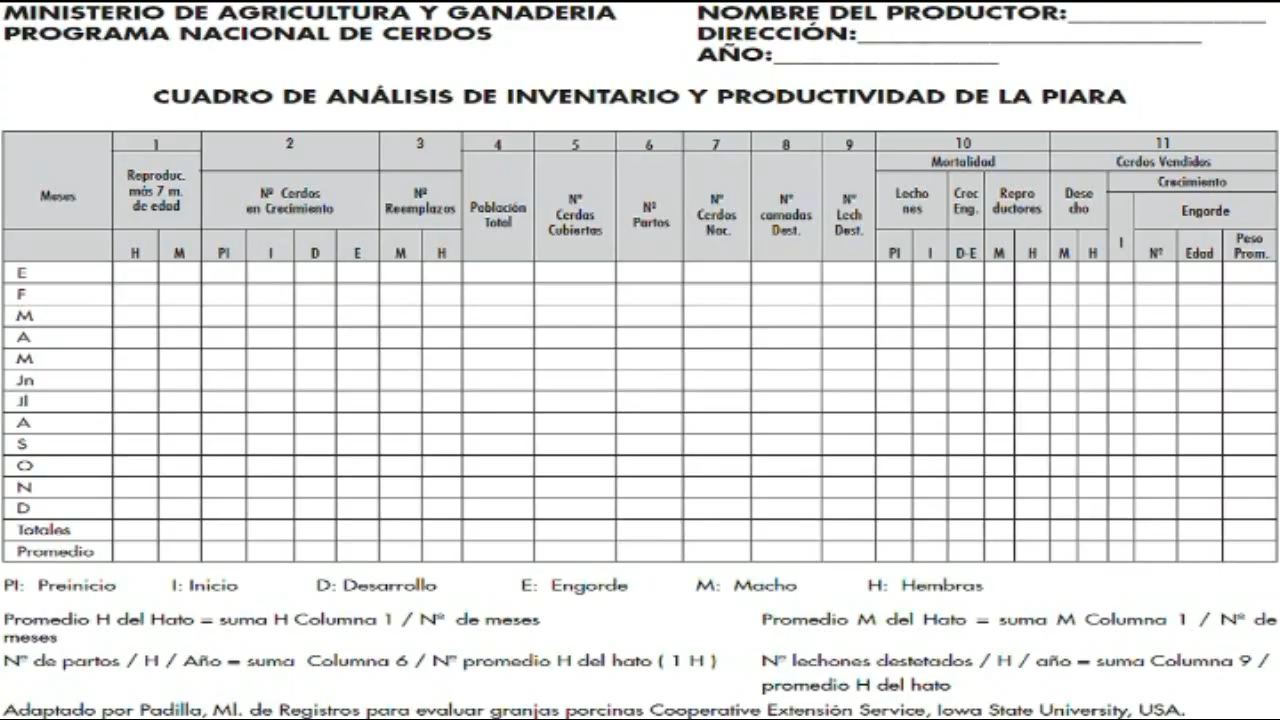 MINISTERIO DE AGRICULTURA Y GANADERIA
PROGRAMA NACIONAL DE CERDOS
NOMBRE DEL PRODUCTOR:_______________
DIRECCIÓN:__________________________
AÑO:_________________
CUADRO DE ANÁLISIS DE INVENTARIO Y PRODUCTIVIDAD DE LA PIARA
1 2 3 4 5 6 7 8 9 10 11
Mortalidad Cerdos Vendidos
Meses
Reproduc.
más 7 m.
de edad
Nº Cerdos
en Crecimiento
Nº
Reemplazos
Población
Total
Nº
Cerdas
Cubiertas
Nº
Partos
Nº
Cerdos
Nac.
Nº
camadas
Dest.
Nº
Lech
Dest.
Lecho
nes
Crec
Eng.
Repro
ductores
Dese
cho
Crecimiento
Engorde
H M PI I D E M H PI I D-E M H M H I Nº Edad Peso
Prom.
E
F
M
A
M
Jn
Jl
A
S
O
N
D
Totales
Promedio
PI: Preinicio I: Inicio D: Desarrollo E: Engorde M: Macho H: Hembras
Promedio H del Hato = suma H Columna 1 / Nº de meses
Promedio M del Hato = suma M Columna 1 / Nº de
meses
Nº de partos / H / Año = suma Columna 6 / Nº promedio H del hato ( 1 H )
Nº lechones destetados / H / año = suma Columna 9 /
promedio H del hato
Adaptado por Padilla, Ml. de Registros para evaluar granjas porcinas Cooperative Extensión Service, Iowa State University, USA.